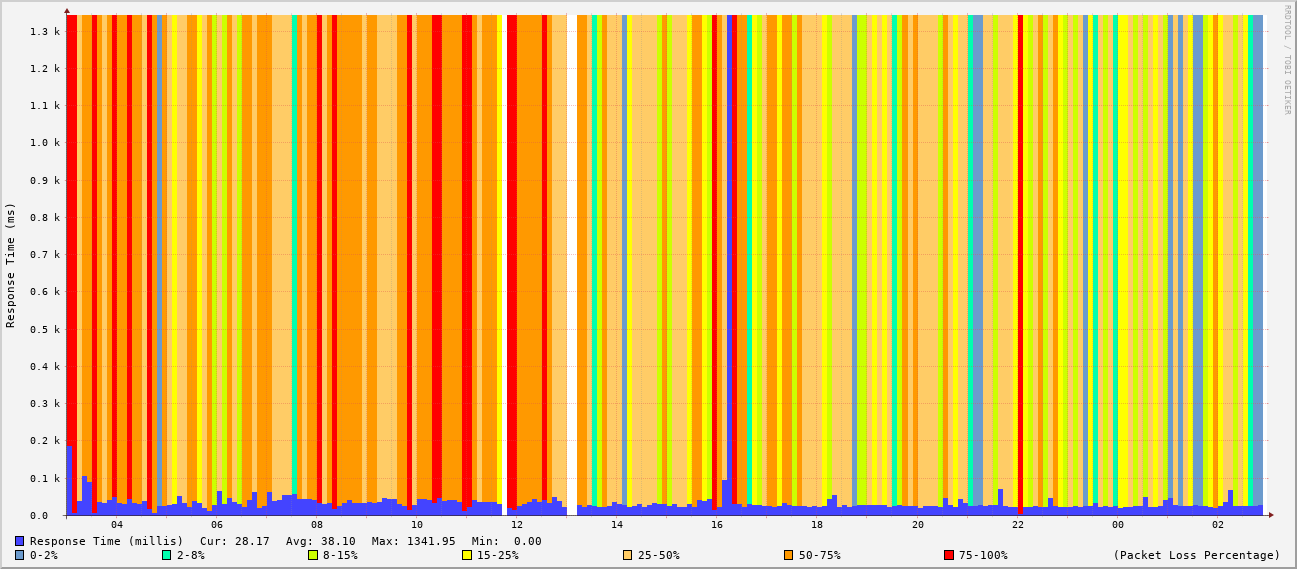 RRDTOOL / TOBI OETIKER
Response Time (ms)
1.3 k
1.2 k
1.1 k
1.0 k
0.9 k
0.8 k
0.7 k
0.6 k
0.5 k
0.4 k
0.3 k
0.2 k
0.1 k
0.0
04 06 08 10 12 14 16 18 20 22 00 02
Response Time (millis) Cur: 28.17 Avg: 38.10 Max: 1341.95 Min: 0.00
0-2% 2-8% 8-15% 15-25% 25-50% 50-75% 75-100% (Packet Loss Percentage)